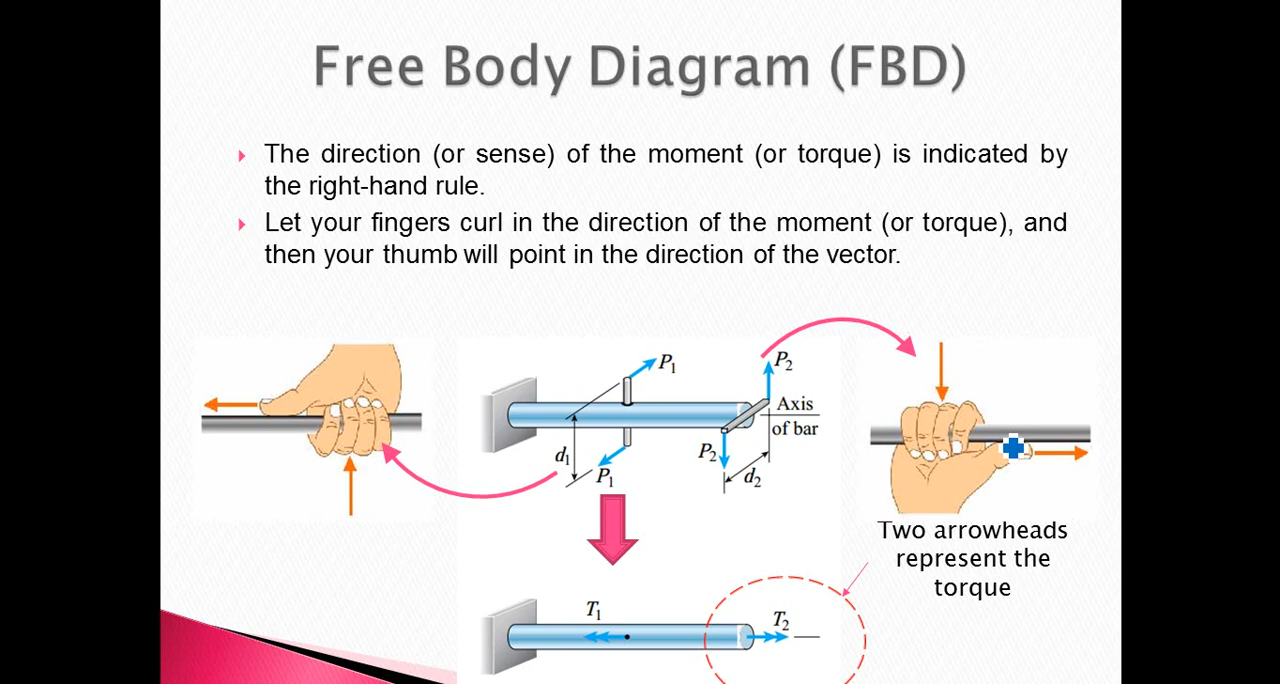 Free Body Diagram (FBD)
The direction (or sense) of the moment (or torque) is indicated by
the right-hand rule.
Let your fingers curl in the direction of the moment (or torque), and
then your thumb will point in the direction of the vector.
P₁
P₂
Axis
of bar
d₁
P₂
P₁
d₂
Two arrowheads
represent the
torque
T₁
T₂